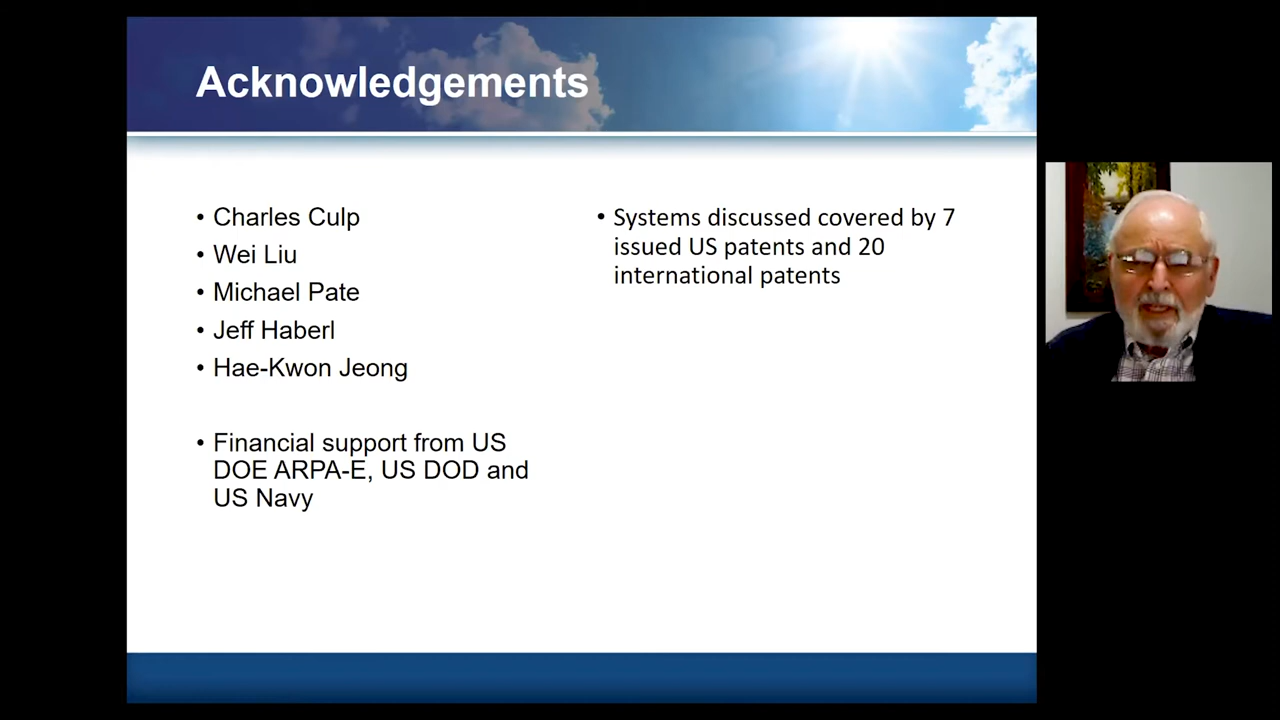 Acknowledgements
• Charles Culp
• Wei Liu
• Michael Pate
• Jeff Haberl
• Hae-Kwon Jeong
• Financial support from US
DOE ARPA-E, US DOD and
US Navy
• Systems discussed covered by 7
issued US patents and 20
international patents